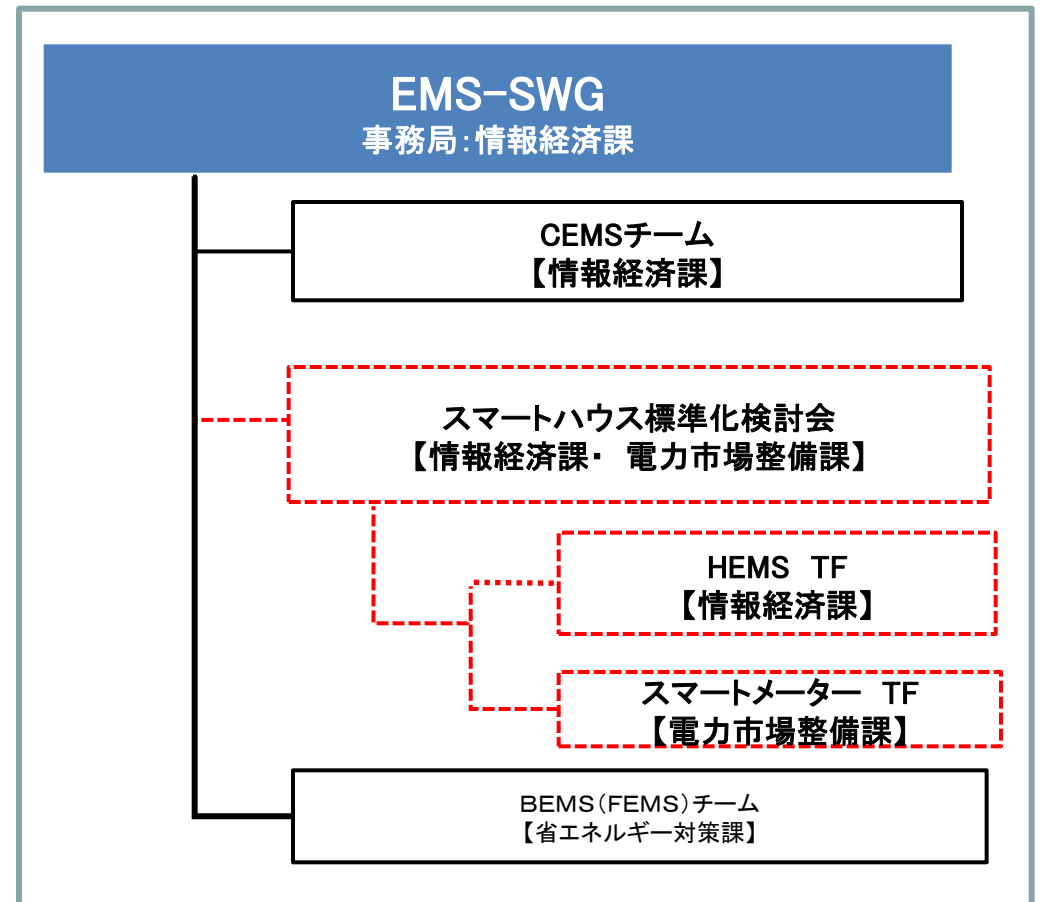 EMS-SWG
事務局:情報経済課
CEMSチーム
【情報経済課】
スマートハウス標準化検討会
【情報経済課・ 電力市場整備課】
HEMS TF
【情報経済課】
スマートメーター TF
【電力市場整備課】
BEMS(FEMS)チーム
【省エネルギー対策課】